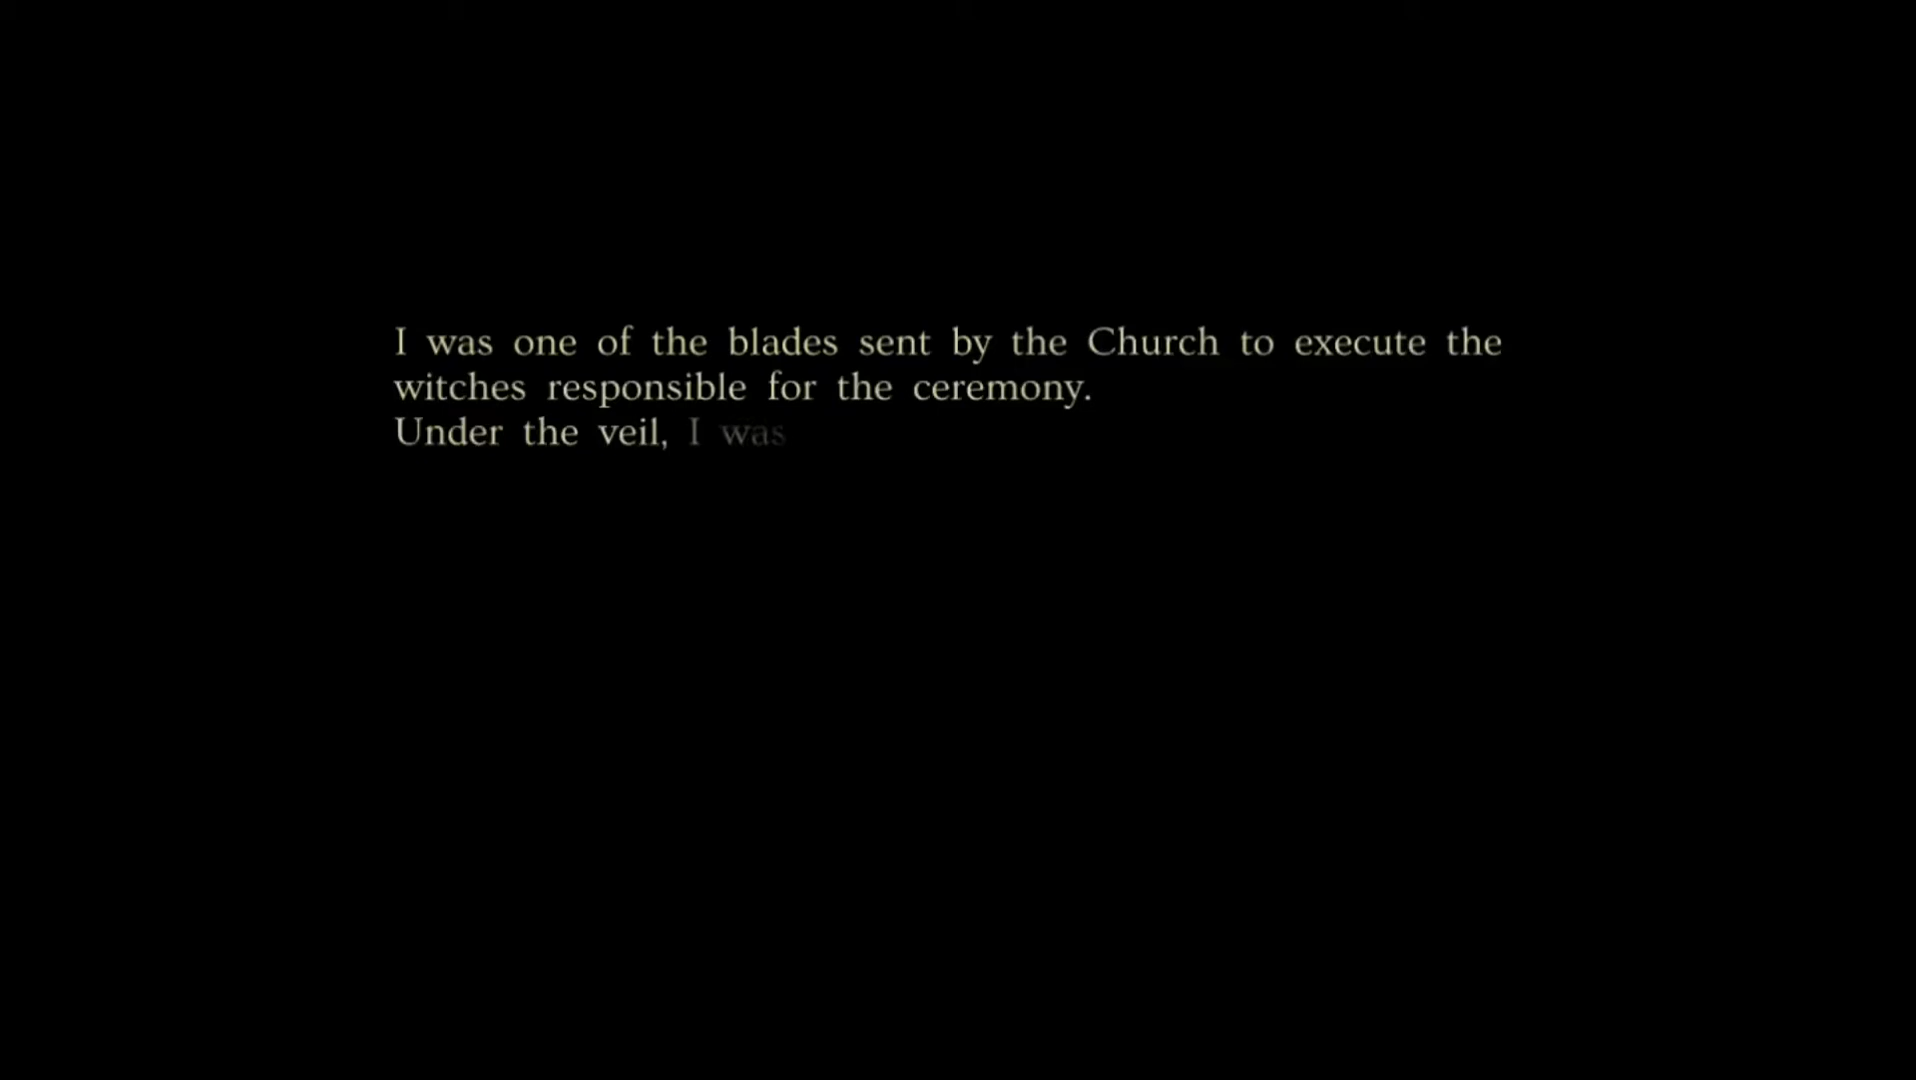 I was one of the blades sent by the Church to execute the
witches responsible for the ceremony.
Under the veil, I was